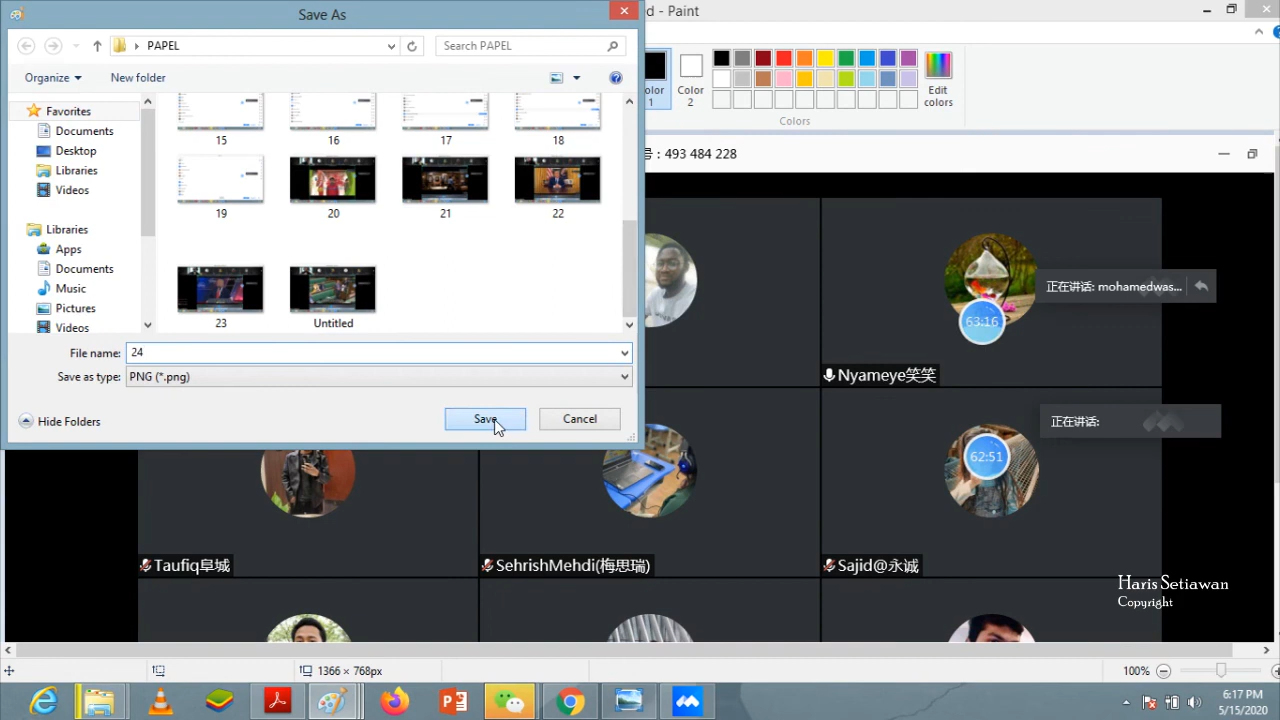 Save As
d - Paint
PAPEL
Search PAPEL
Organize
New folder
Color 1
Color 2
Edit colors
Colors
Favorites
Documents
Desktop
Libraries
Videos
Libraries
Apps
Documents
Music
Pictures
Videos
15
16
17
18
19
20
21
22
23
Untitled
File name: 24
Save as type: PNG (*.png)
Hide Folders
Save
Cancel
: 493 484 228
正在讲话: mohamedwas...
63:16
Nyameye笑笑
正在讲话:
62:51
Taufiq阜城
SehrishMehdi(梅思瑞)
Sajid@永诚
Haris Setiawan
Copyright
1366 × 768px
100%
6:17 PM
5/15/2020